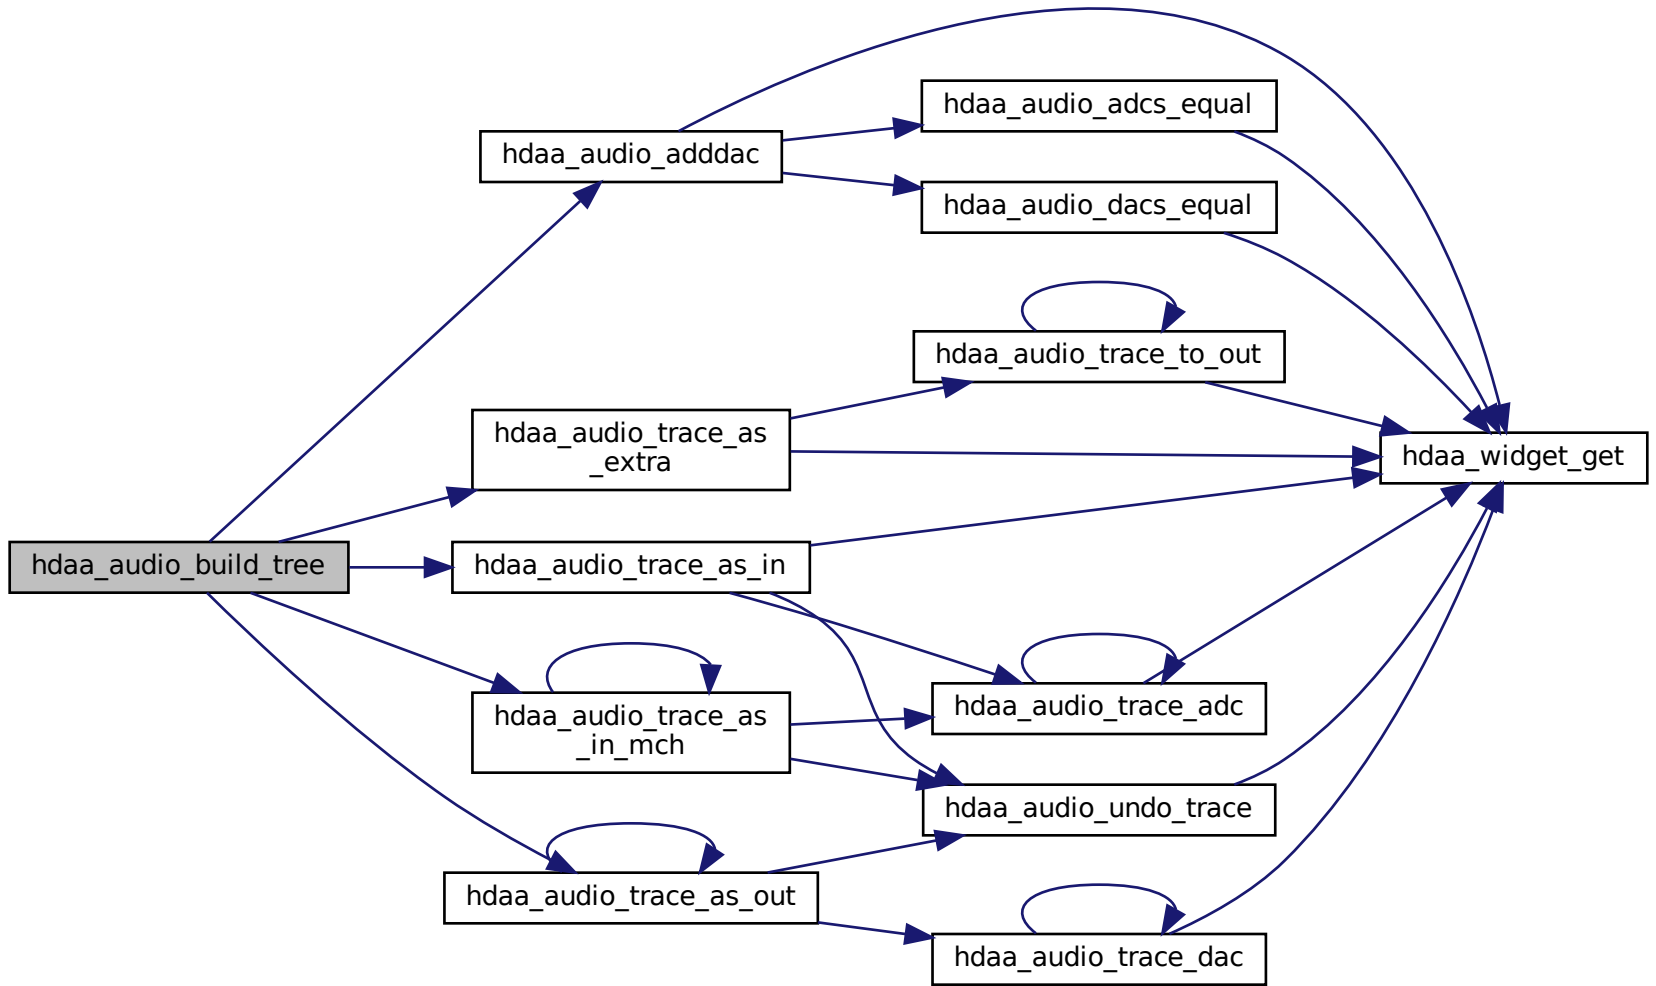 hdaa_audio_build_tree
hdaa_audio_adddac
hdaa_audio_adcs_equal
hdaa_audio_dacs_equal
hdaa_audio_trace_to_out
hdaa_audio_trace_as
_extra
hdaa_widget_get
hdaa_audio_trace_as_in
hdaa_audio_trace_as
_in_mch
hdaa_audio_trace_adc
hdaa_audio_undo_trace
hdaa_audio_trace_as_out
hdaa_audio_trace_dac